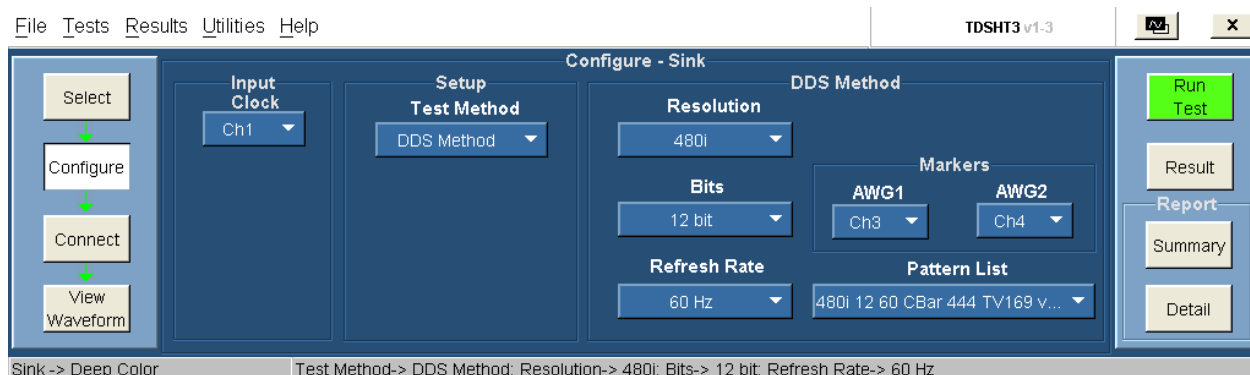 File Tests Results Utilities Help
TDSHT3 v1-3
Select
Configure
Connect
View
Waveform
Configure - Sink
Input
Clock
Ch1
Setup
Test Method
DDS Method
DDS Method
Resolution
480i
Bits
12 bit
Refresh Rate
60 Hz
Markers
AWG1
Ch3
AWG2
Ch4
Pattern List
480i 12 60 CBar 444 TV169 v...
Run
Test
Result
Report
Summary
Detail
Sink -> Deep Color
Test Method-> DDS Method; Resolution-> 480i; Bits-> 12 bit; Refresh Rate-> 60 Hz